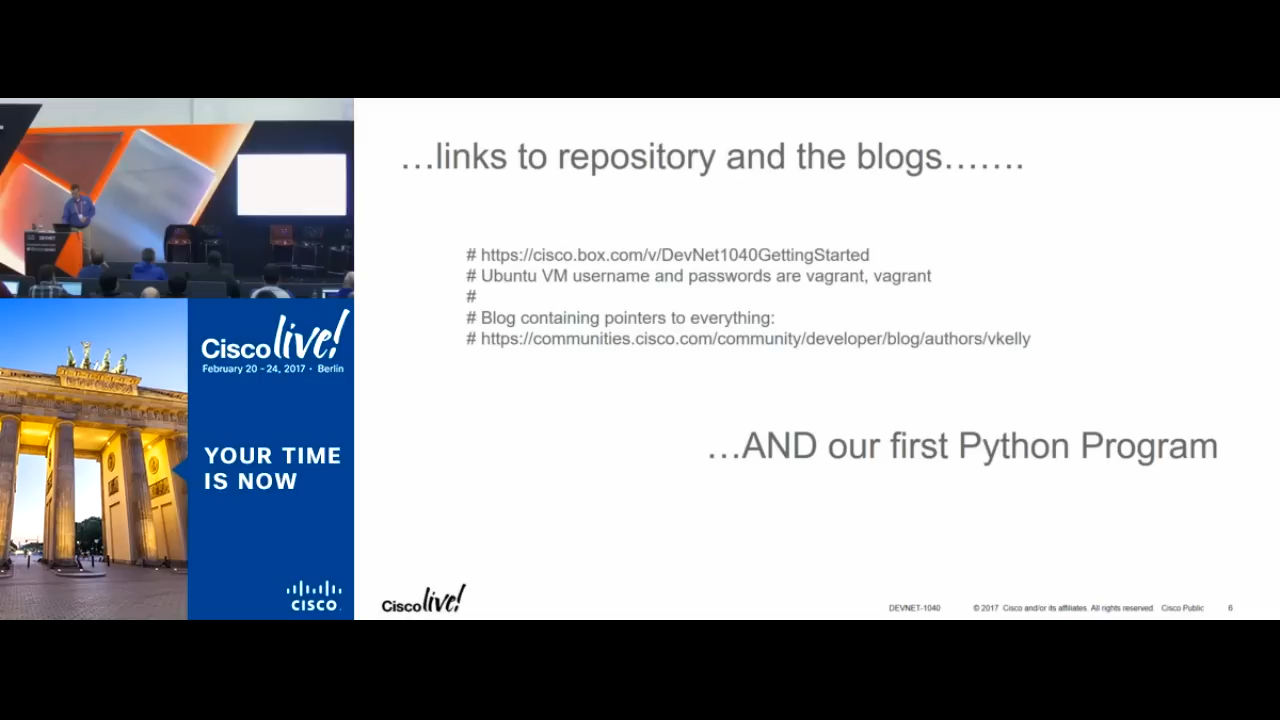 …links to repository and the blogs…….
# https://cisco.box.com/v/DevNet1040GettingStarted
# Ubuntu VM username and passwords are vagrant, vagrant
#
# Blog containing pointers to everything:
# https://communities.cisco.com/community/developer/blog/authors/vkelly
…AND our first Python Program
Cisco live!
DEVNET-1040 © 2017 Cisco and/or its affiliates. All rights reserved. Cisco Public 6
Cisco live!
February 20 - 24, 2017 · Berlin
YOUR TIME
IS NOW
CISCO.